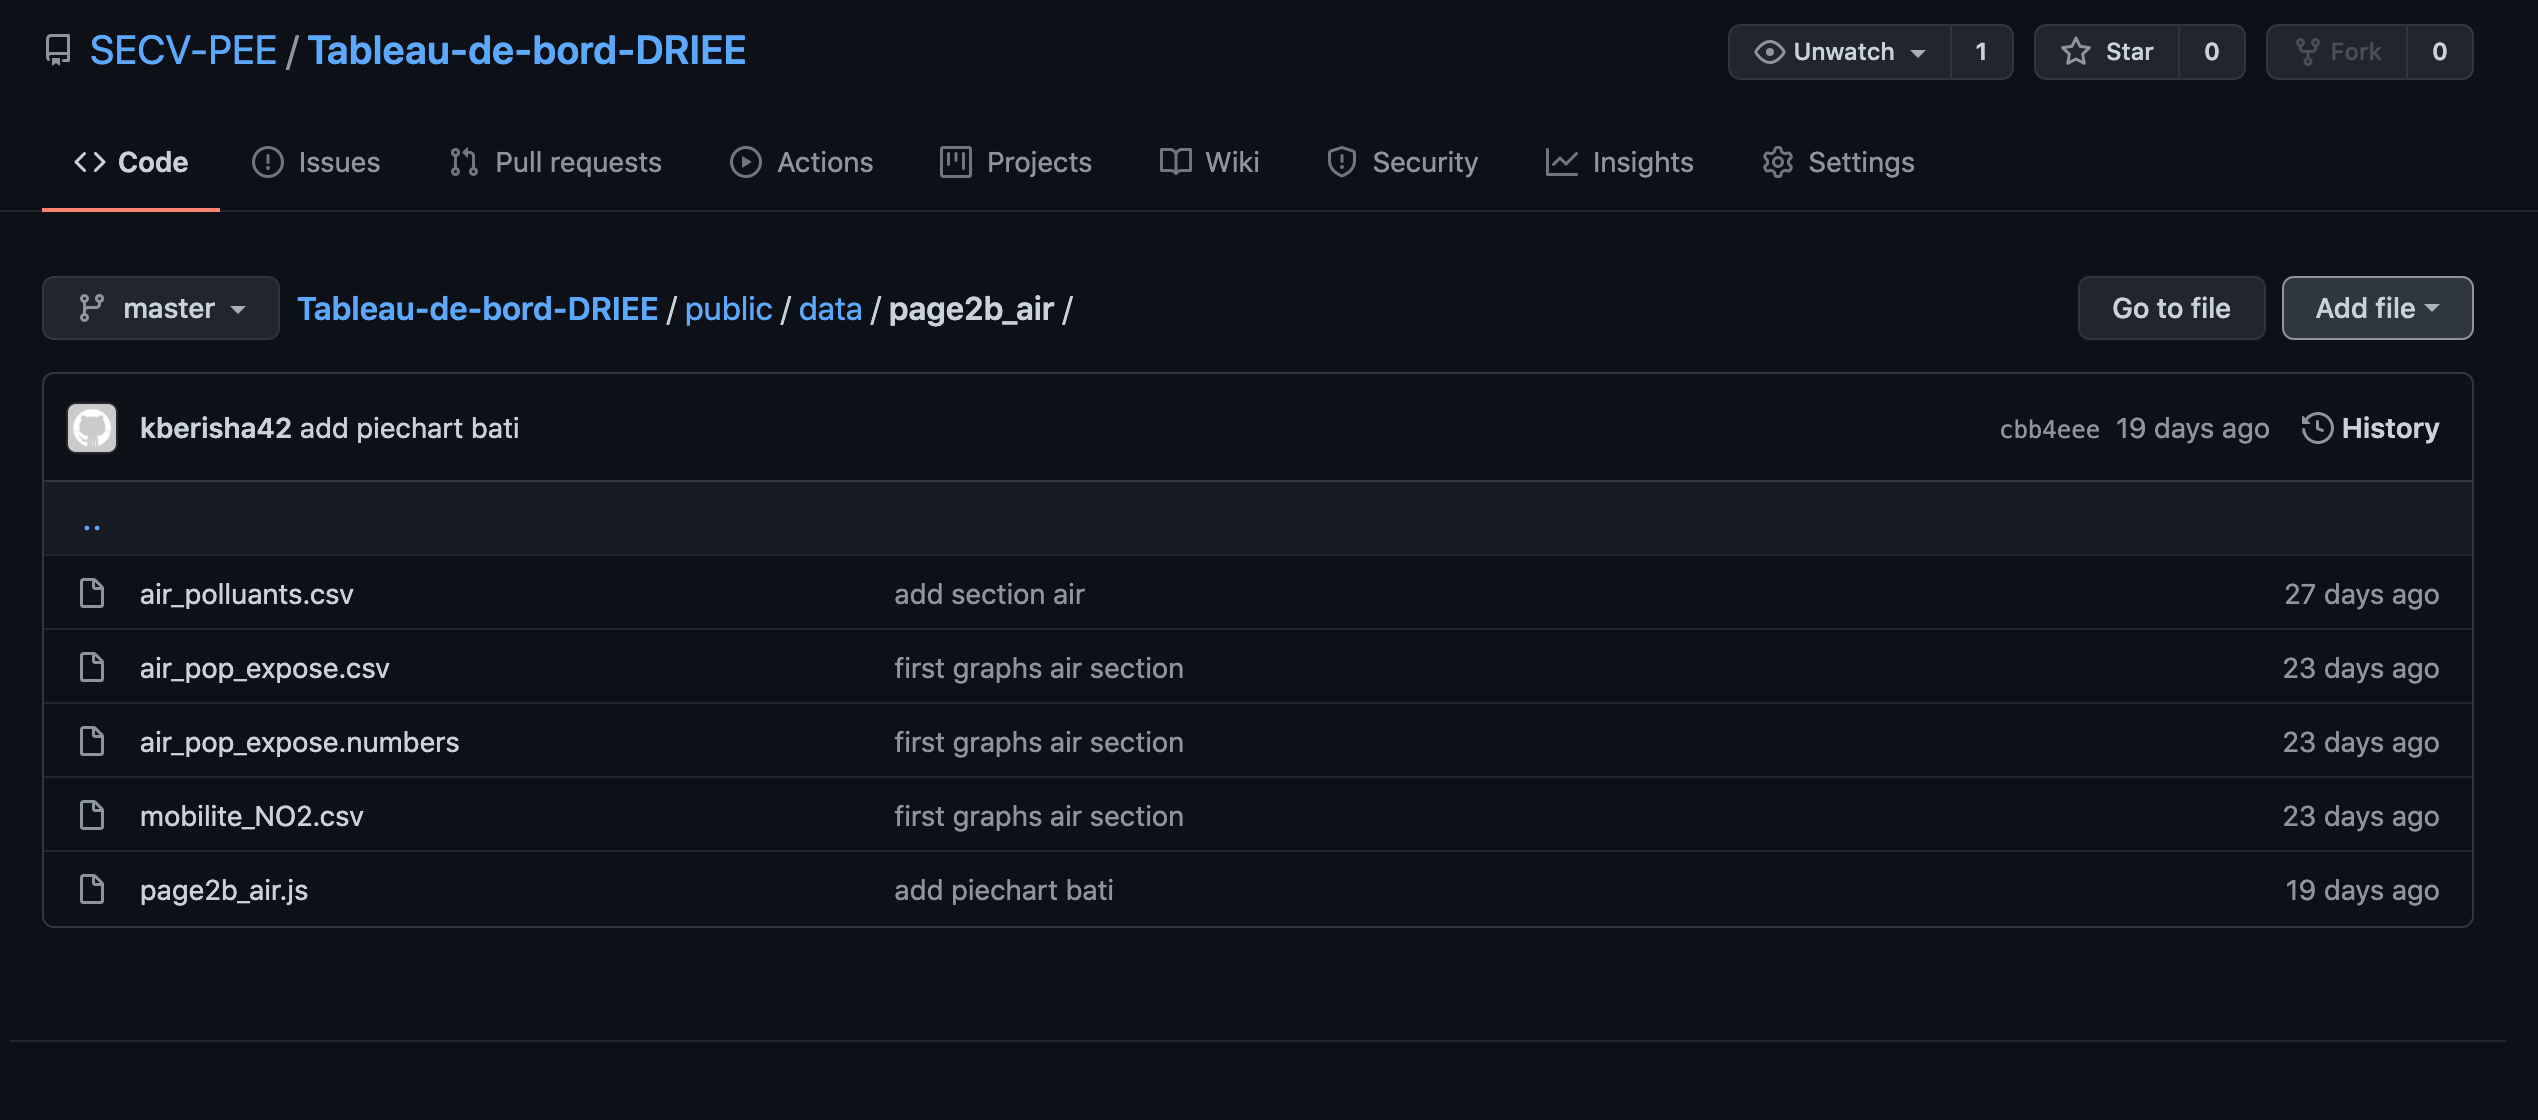 SECV-PEE / Tableau-de-bord-DRIEE Unwatch 1 Star 0 Fork 0
Code Issues Pull requests Actions Projects Wiki Security Insights Settings
master Tableau-de-bord-DRIEE / public / data / page2b_air / Go to file Add file
kberisha42 add piechart bati cbb4eee 19 days ago History
..
air_polluants.csv add section air 27 days ago
air_pop_expose.csv first graphs air section 23 days ago
air_pop_expose.numbers first graphs air section 23 days ago
mobilite_NO2.csv first graphs air section 23 days ago
page2b_air.js add piechart bati 19 days ago